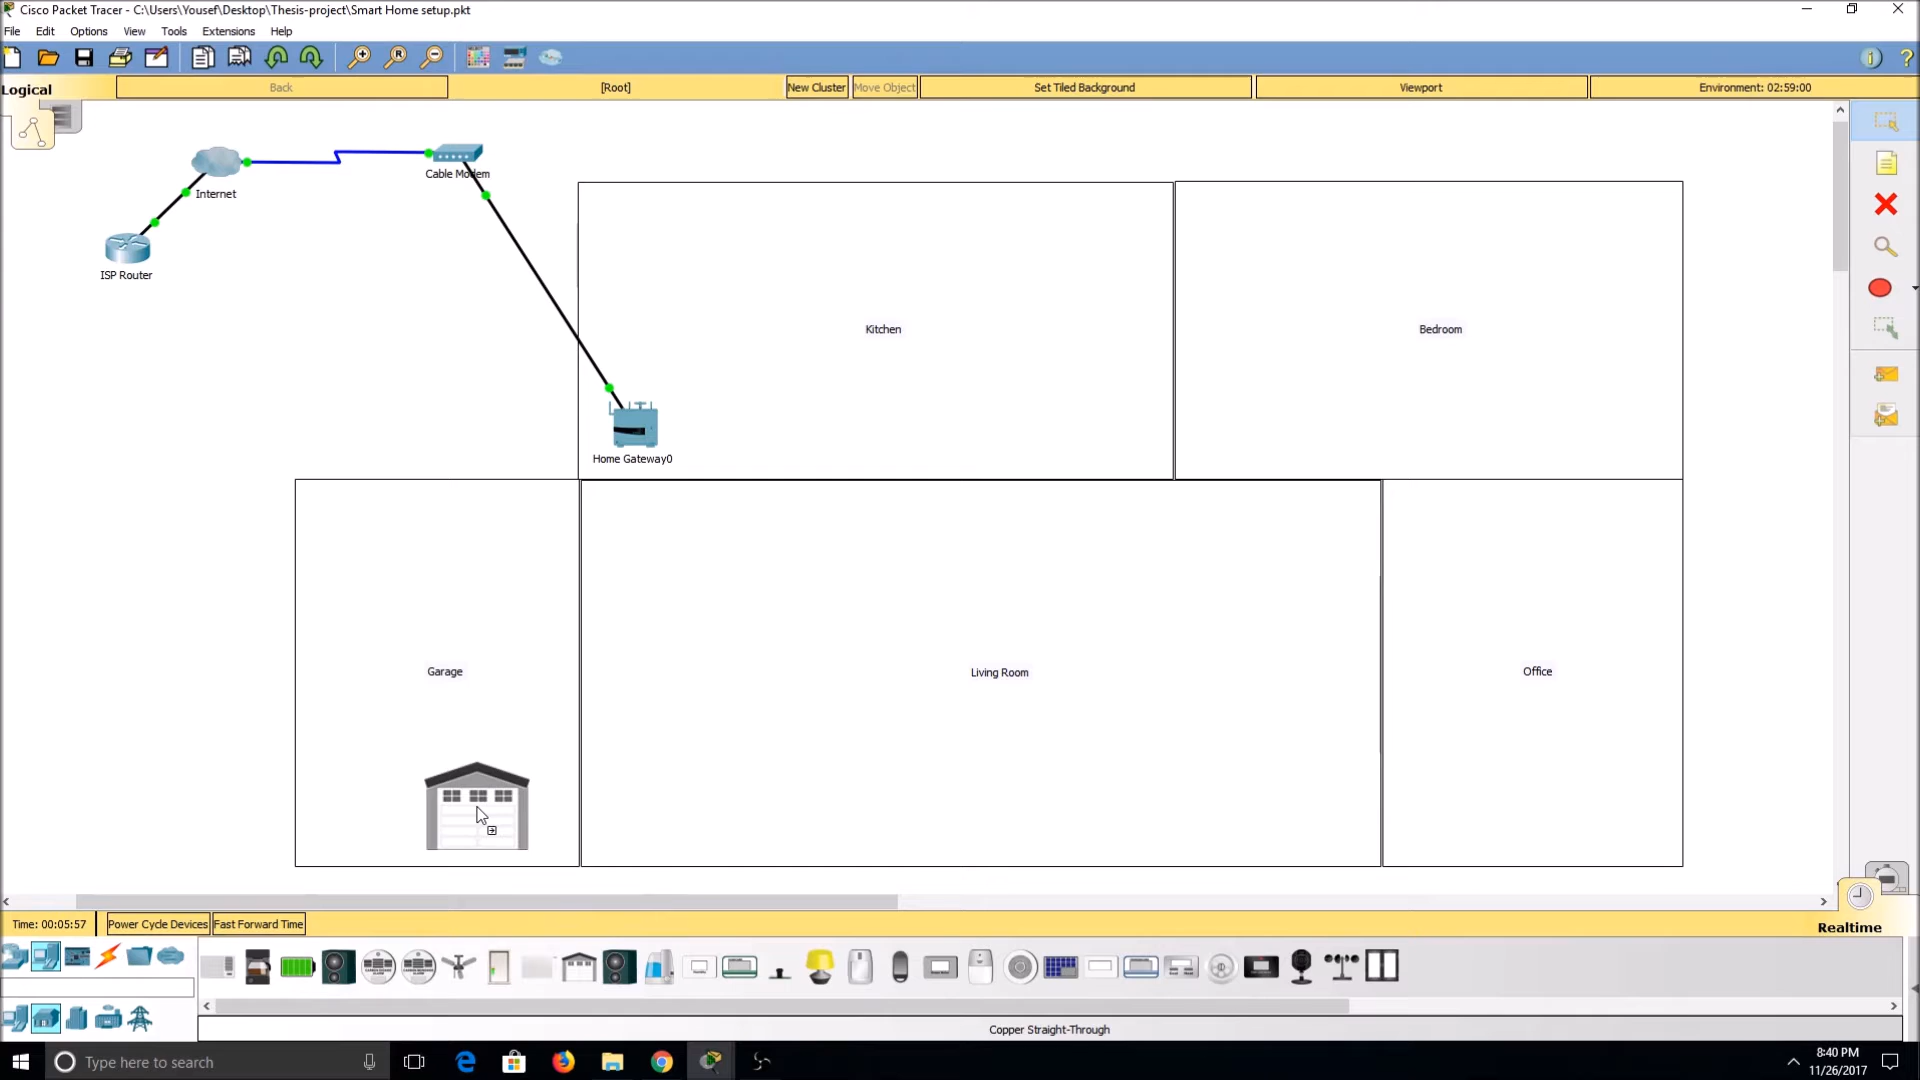 Cisco Packet Tracer - C:\Users\Yousef\Desktop\Thesis-project\Smart Home setup.pkt
File Edit Options View Tools Extensions Help
Logical Back [Root] New Cluster Move Object Set Tiled Background Viewport Environment: 02:59:00
Internet
Cable Modem
ISP Router
Kitchen
Bedroom
Home Gateway0
Garage
Living Room
Office
Time: 00:05:57 Power Cycle Devices Fast Forward Time
Realtime
Copper Straight-Through
Type here to search
8:40 PM
11/26/2017